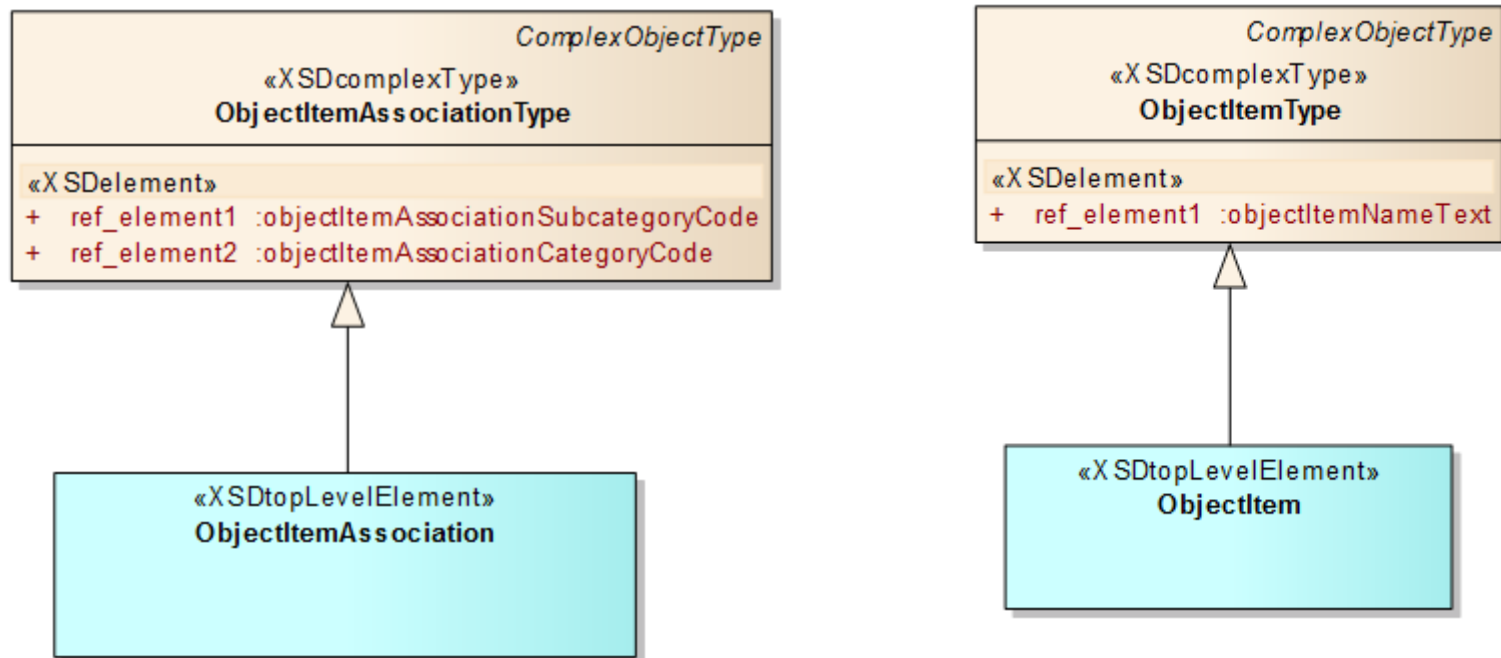 ComplexObjectType
«XSDcomplexType»
ObjectItemAssociationType
«XSDelement»
+ ref_element1 :objectItemAssociationSubcategoryCode
+ ref_element2 :objectItemAssociationCategoryCode
«XSDtopLevelElement»
ObjectItemAssociation
ComplexObjectType
«XSDcomplexType»
ObjectItemType
«XSDelement»
+ ref_element1 :objectItemNameText
«XSDtopLevelElement»
ObjectItem